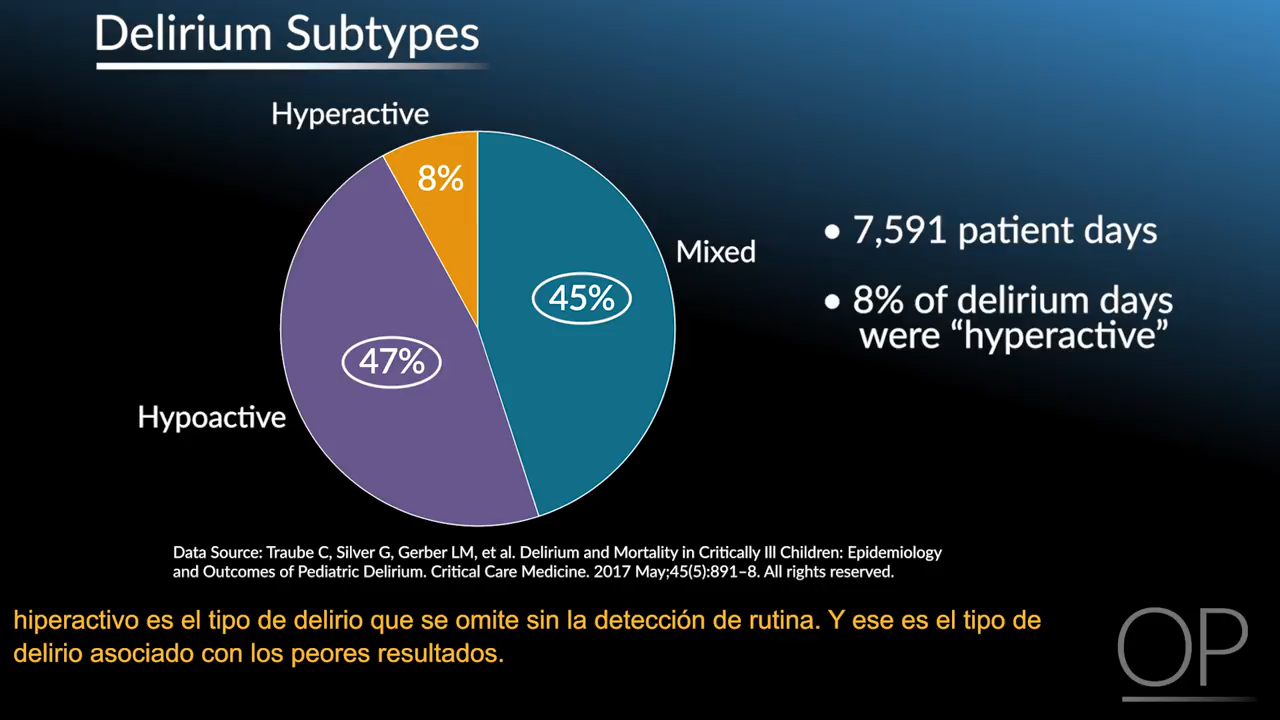 Delirium Subtypes
Hyperactive
8%
Mixed
45%
47%
Hypoactive
• 7,591 patient days
• 8% of delirium days
were “hyperactive”
Data Source: Traube C, Silver G, Gerber LM, et al. Delirium and Mortality in Critically Ill Children: Epidemiology
and Outcomes of Pediatric Delirium. Critical Care Medicine. 2017 May;45(5):891–8. All rights reserved.
hiperactivo es el tipo de delirio que se omite sin la detección de rutina. Y ese es el tipo de
delirio asociado con los peores resultados.
OP